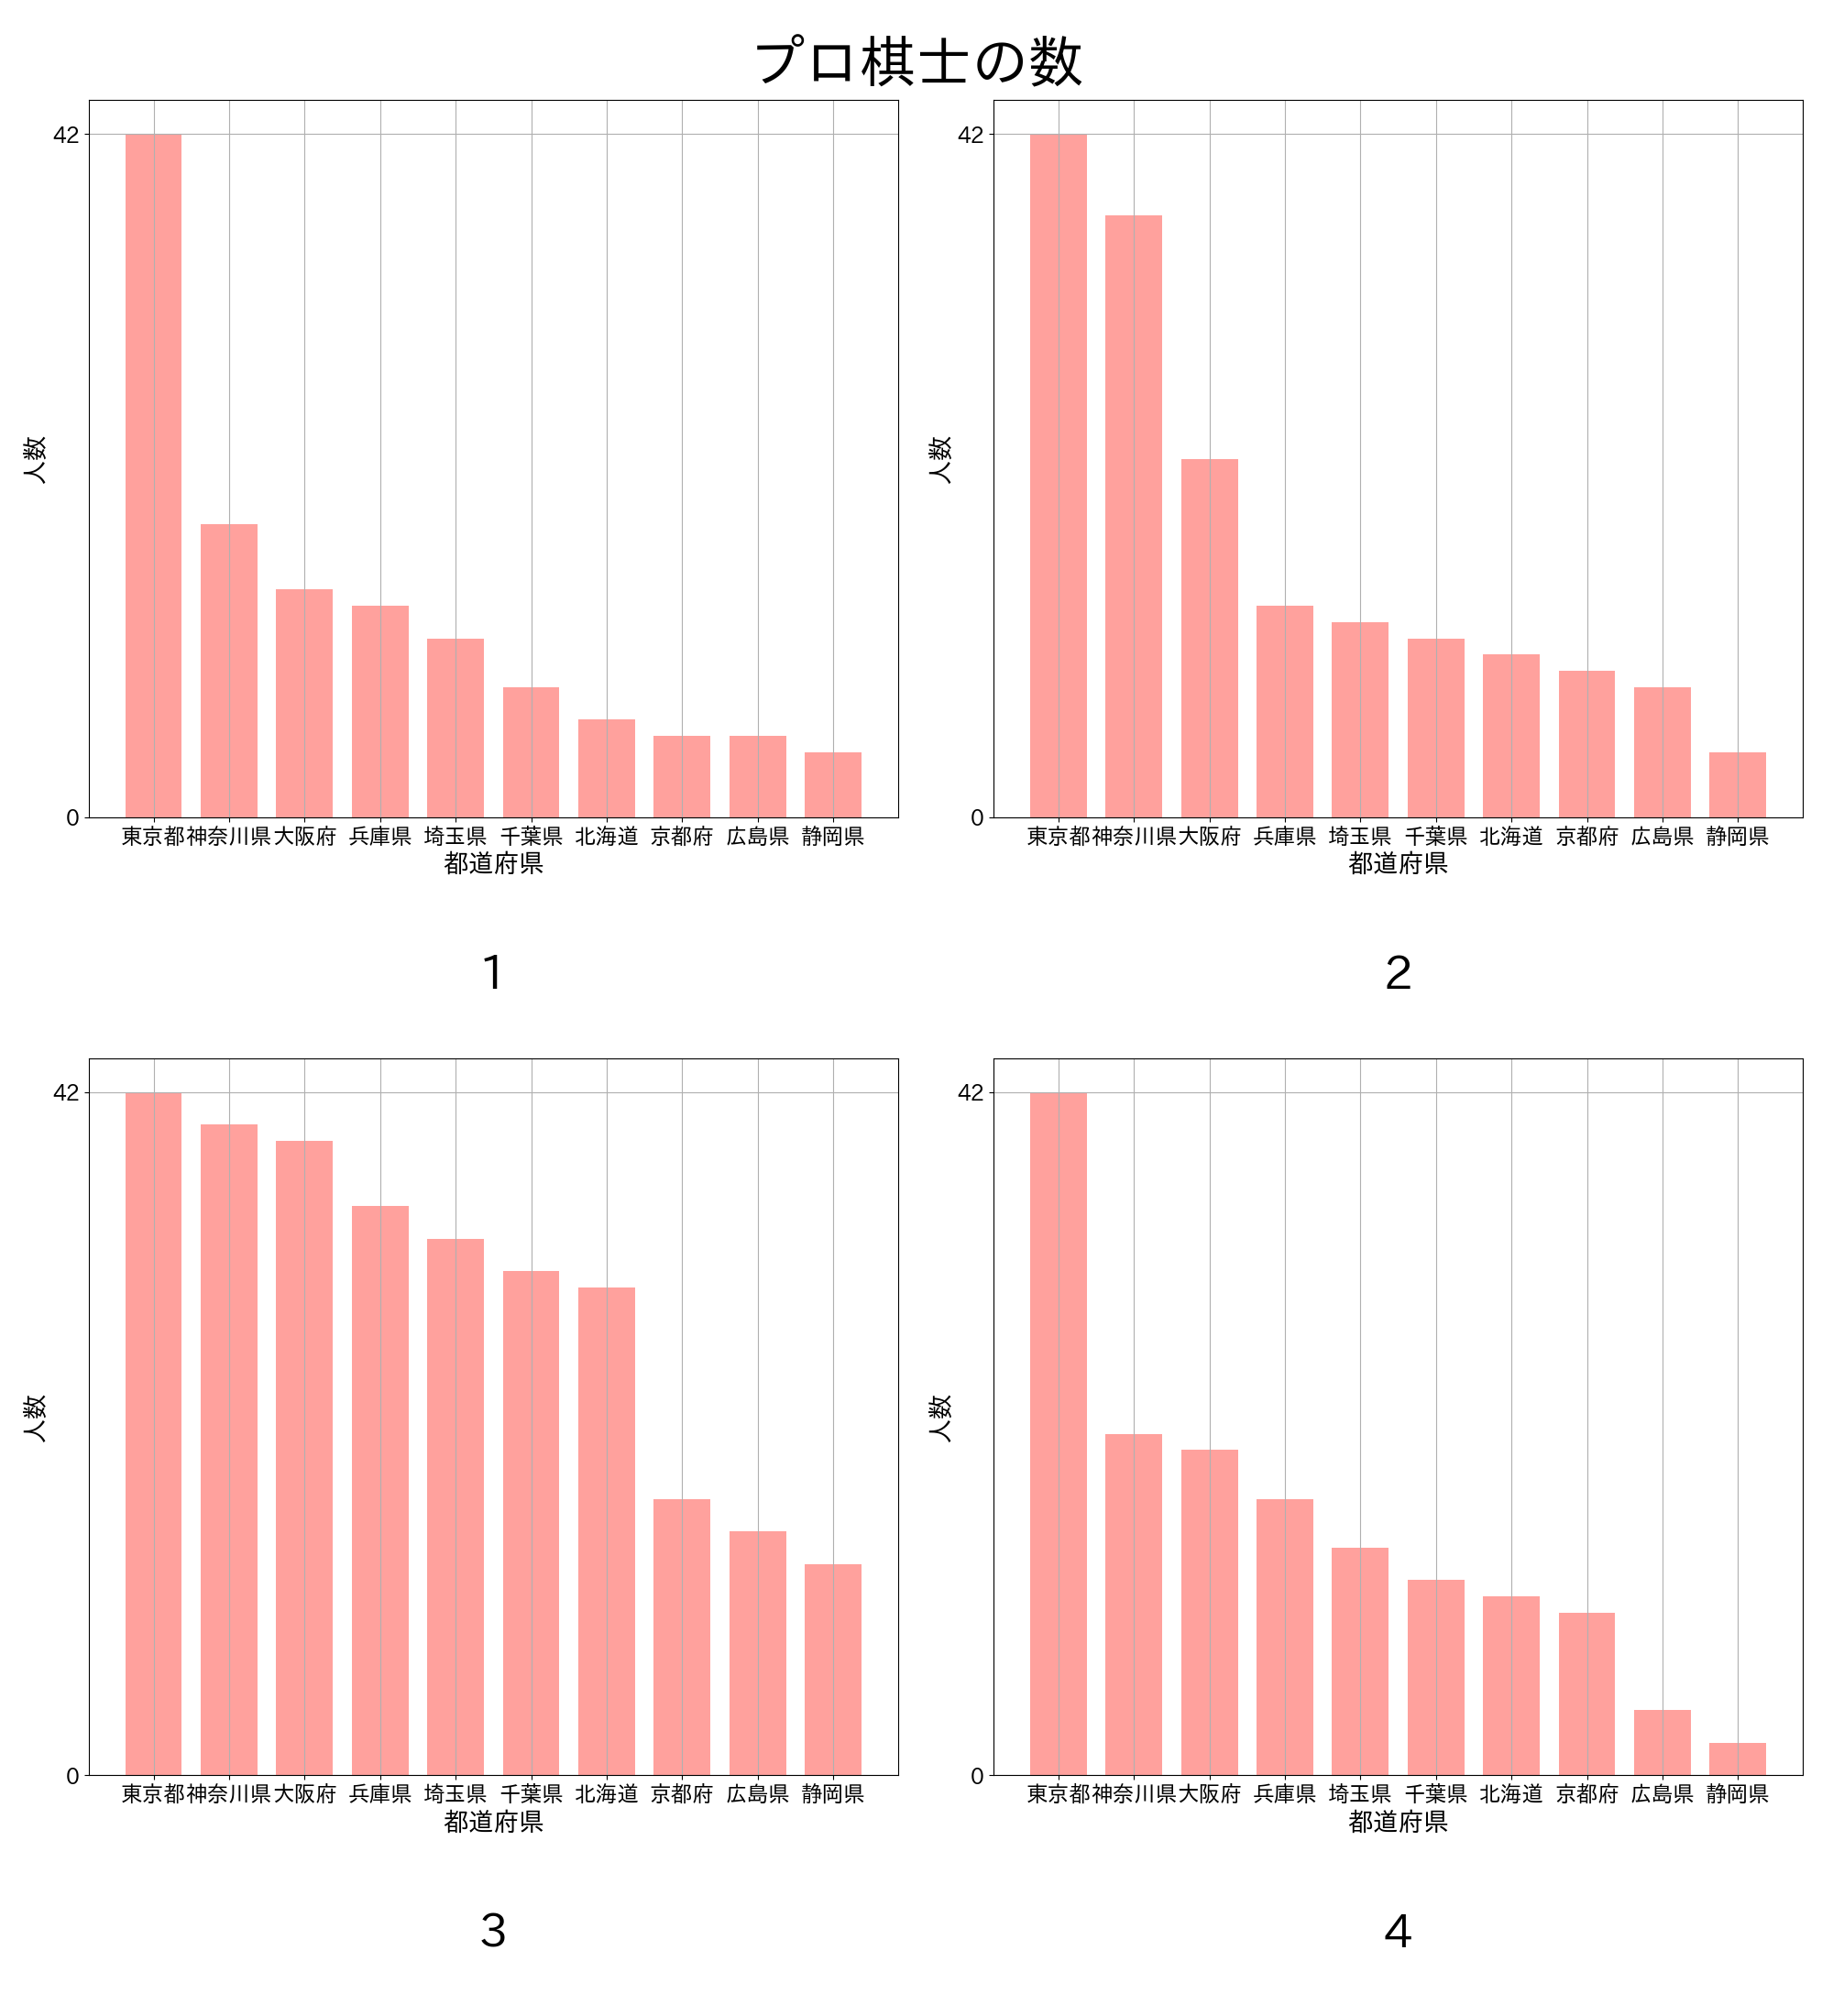 プロ棋士の数
42
0
人数
東京都 神奈川県 大阪府 兵庫県 埼玉県 千葉県 北海道 京都府 広島県 静岡県
都道府県
1
42
0
人数
東京都 神奈川県 大阪府 兵庫県 埼玉県 千葉県 北海道 京都府 広島県 静岡県
都道府県
2
42
0
人数
東京都 神奈川県 大阪府 兵庫県 埼玉県 千葉県 北海道 京都府 広島県 静岡県
都道府県
3
42
0
人数
東京都 神奈川県 大阪府 兵庫県 埼玉県 千葉県 北海道 京都府 広島県 静岡県
都道府県
4